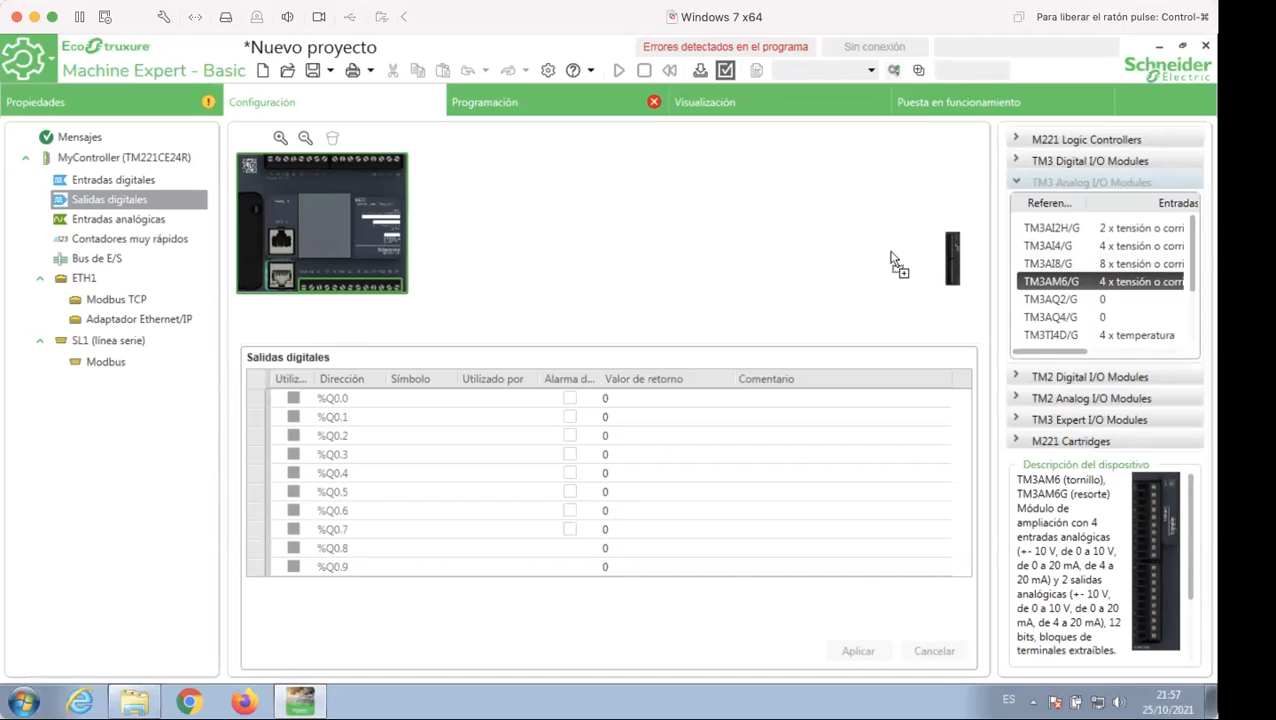 Windows 7 x64
Para liberar el ratón pulse: Control-⌘
EcoStruxure
Machine Expert - Basic
*Nuevo proyecto
Errores detectados en el programa
Sin conexión
Schneider
Electric
Propiedades
Configuración
Programación
Visualización
Puesta en funcionamiento
Mensajes
MyController (TM221CE24R)
Entradas digitales
Salidas digitales
Entradas analógicas
Contadores muy rápidos
Bus de E/S
ETH1
Modbus TCP
Adaptador Ethernet/IP
SL1 (línea serie)
Modbus
Salidas digitales
Utiliz... Dirección Símbolo Utilizado por Alarma d... Valor de retorno Comentario
%Q0.0 0
%Q0.1 0
%Q0.2 0
%Q0.3 0
%Q0.4 0
%Q0.5 0
%Q0.6 0
%Q0.7 0
%Q0.8 0
%Q0.9 0
Aplicar Cancelar
M221 Logic Controllers
TM3 Digital I/O Modules
TM3 Analog I/O Modules
Referen... Entradas
TM3AI2H/G 2 x tensión o corri
TM3AI4/G 4 x tensión o corri
TM3AI8/G 8 x tensión o corri
TM3AM6/G 4 x tensión o corri
TM3AQ2/G 0
TM3AQ4/G 0
TM3TI4D/G 4 x temperatura
TM2 Digital I/O Modules
TM2 Analog I/O Modules
TM3 Expert I/O Modules
M221 Cartridges
Descripción del dispositivo
TM3AM6 (tornillo),
TM3AM6G (resorte)
Módulo de
ampliación con 4
entradas analógicas
(+- 10 V, de 0 a 10 V,
de 0 a 20 mA, de 4 a
20 mA) y 2 salidas
analógicas (+- 10 V,
de 0 a 10 V, de 0 a 20
mA, de 4 a 20 mA), 12
bits, bloques de
terminales extraíbles.
ES
21:57
25/10/2021